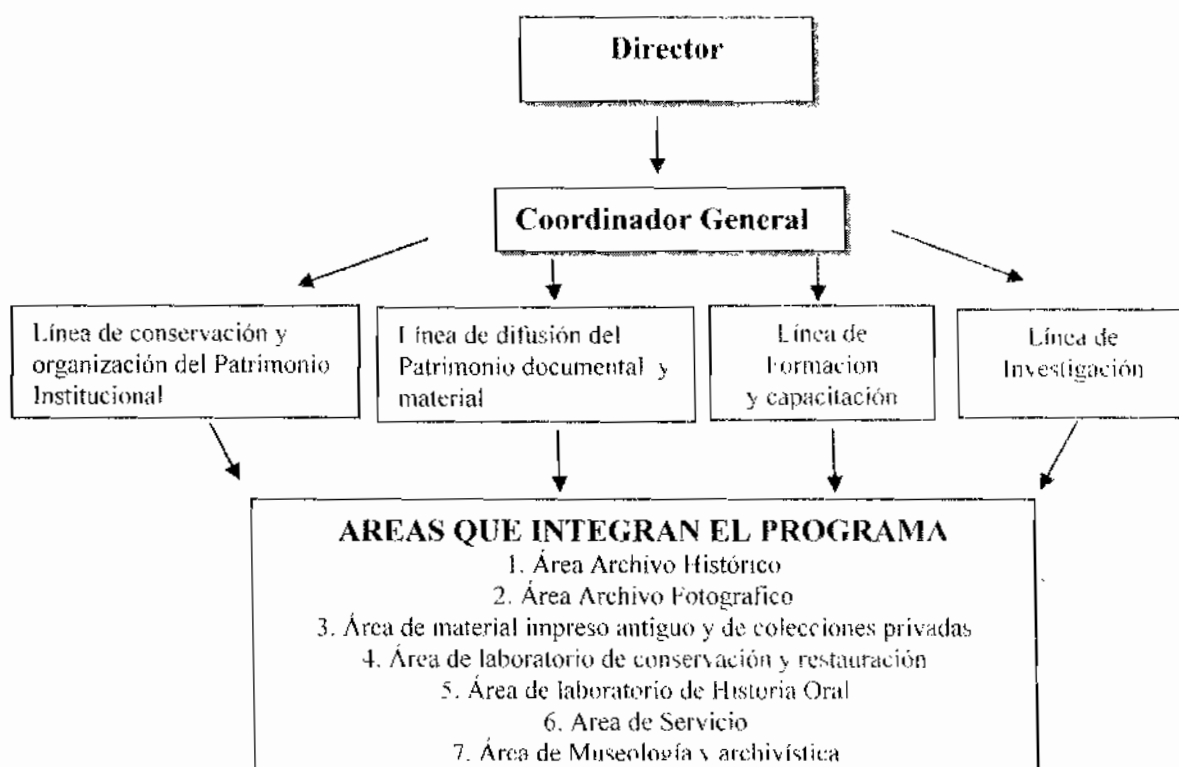 Director
Coordinador General
Línea de conservación y
organización del Patrimonio
Institucional
Línea de difusión del
Patrimonio documental y
material
Línea de
Formacion
y capacitación
Línea de
Investigación
AREAS QUE INTEGRAN EL PROGRAMA
1. Área Archivo Histórico
2. Área Archivo Fotografico
3. Área de material impreso antiguo y de colecciones privadas
4. Área de laboratorio de conservación y restauración
5. Área de laboratorio de Historia Oral
6. Area de Servicio
7. Área de Museología y archivística